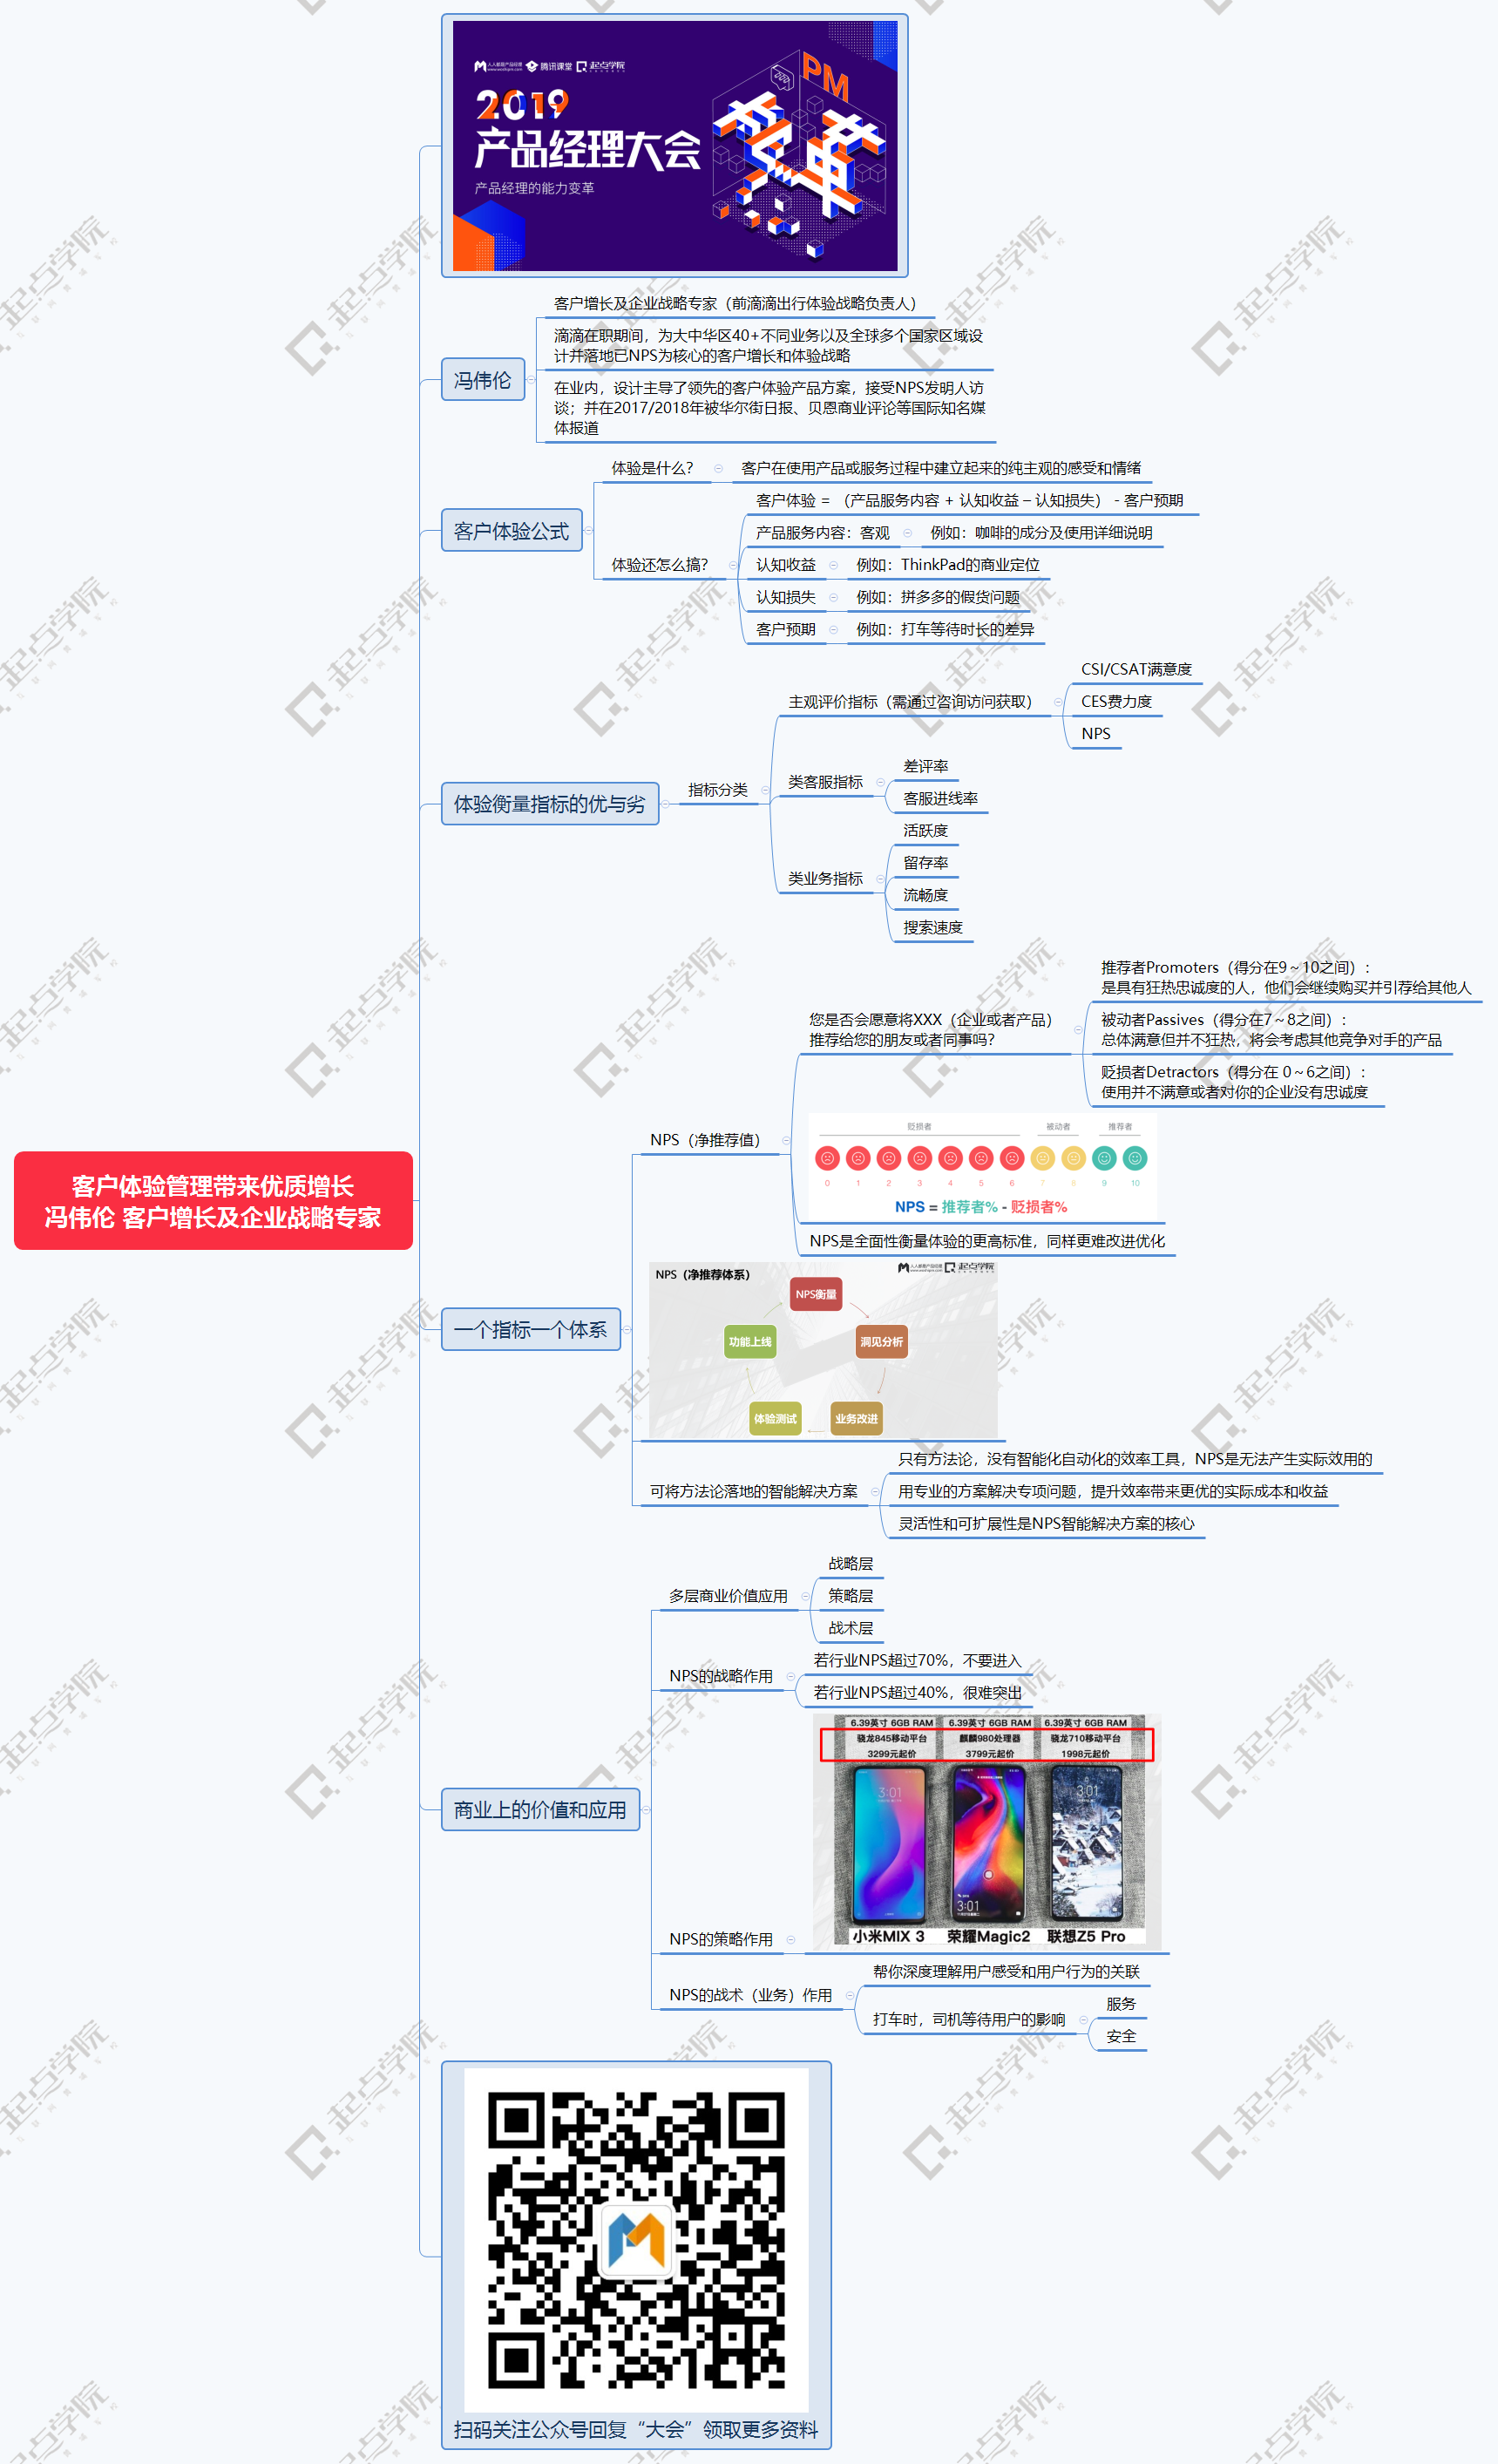 人人都是产品经理 腾讯课堂 起点学院
PM
2019
产品经理大会
产品经理的能力变革
变革
冯伟伦
客户增长及企业战略专家（前滴滴出行体验战略负责人）
滴滴在职期间，为大中华区40+不同业务以及全球多个国家区域设
计并落地已NPS为核心的客户增长和体验战略
在业内，设计主导了领先的客户体验产品方案，接受NPS发明人访
谈；并在2017/2018年被华尔街日报、贝恩商业评论等国际知名媒
体报道
客户体验公式
体验是什么？
客户在使用产品或服务过程中建立起来的纯主观的感受和情绪
体验还怎么搞？
客户体验 = （产品服务内容 + 认知收益 – 认知损失） - 客户预期
产品服务内容：客观
例如：咖啡的成分及使用详细说明
认知收益
例如：ThinkPad的商业定位
认知损失
例如：拼多多的假货问题
客户预期
例如：打车等待时长的差异
体验衡量指标的优与劣
指标分类
主观评价指标（需通过咨询访问获取）
CSI/CSAT满意度
CES费力度
NPS
类客服指标
差评率
客服进线率
类业务指标
活跃度
留存率
流畅度
搜索速度
客户体验管理带来优质增长
冯伟伦 客户增长及企业战略专家
一个指标一个体系
NPS（净推荐值）
您是否会愿意将XXX（企业或者产品）
推荐给您的朋友或者同事吗？
推荐者Promoters（得分在9～10之间）：
是具有狂热忠诚度的人，他们会继续购买并引荐给其他人
被动者Passives（得分在7～8之间）：
总体满意但并不狂热，将会考虑其他竞争对手的产品
贬损者Detractors（得分在 0～6之间）：
使用并不满意或者对你的企业没有忠诚度
贬损者 被动者 推荐者
0 1 2 3 4 5 6 7 8 9 10
NPS = 推荐者% - 贬损者%
NPS是全面性衡量体验的更高标准，同样更难改进优化
NPS（净推荐体系）
人人都是产品经理 起点学院
NPS衡量
功能上线
洞见分析
体验测试
业务改进
可将方法论落地的智能解决方案
只有方法论，没有智能化自动化的效率工具，NPS是无法产生实际效用的
用专业的方案解决专项问题，提升效率带来更优的实际成本和收益
灵活性和可扩展性是NPS智能解决方案的核心
商业上的价值和应用
多层商业价值应用
战略层
策略层
战术层
NPS的战略作用
若行业NPS超过70%，不要进入
若行业NPS超过40%，很难突出
NPS的策略作用
6.39英寸 6GB RAM 6.39英寸 6GB RAM 6.39英寸 6GB RAM
骁龙845移动平台 麒麟980处理器 骁龙710移动平台
3299元起价 3799元起价 1998元起价
3:01 3:01
3:01
小米MIX 3 荣耀Magic2 联想Z5 Pro
NPS的战术（业务）作用
帮你深度理解用户感受和用户行为的关联
打车时，司机等待用户的影响
服务
安全
扫码关注公众号回复“大会”领取更多资料
起点学院